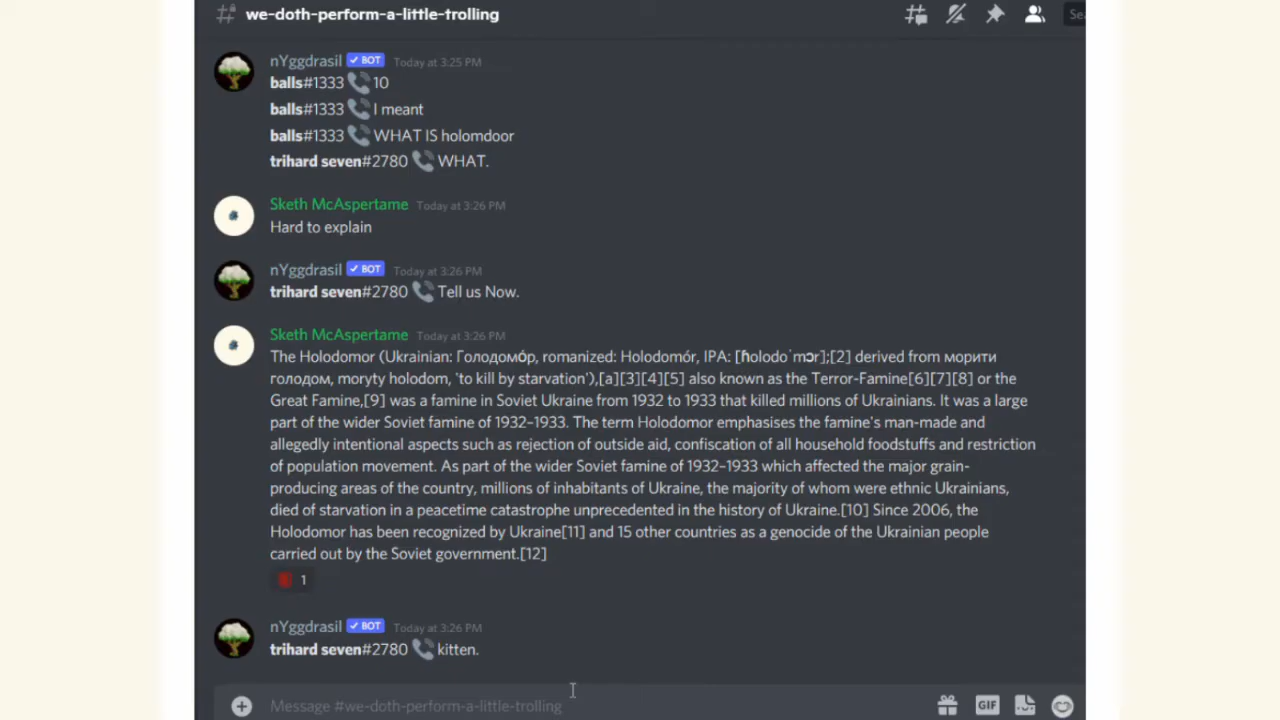 we-doth-perform-a-little-trolling
nYggdrasil BOT Today at 3:25 PM
balls#1333 10
balls#1333 I meant
balls#1333 WHAT IS holomdoor
trihard seven#2780 WHAT.
Sketh McAspertame Today at 3:26 PM
Hard to explain
nYggdrasil BOT Today at 3:26 PM
trihard seven#2780 Tell us Now.
Sketh McAspertame Today at 3:26 PM
The Holodomor (Ukrainian: Голодомо́р, romanized: Holodomór, IPA: [ɦolodoˈmɔr];[2] derived from морити
голодом, moryty holodom, 'to kill by starvation'),[a][3][4][5] also known as the Terror-Famine[6][7][8] or the
Great Famine,[9] was a famine in Soviet Ukraine from 1932 to 1933 that killed millions of Ukrainians. It was a large
part of the wider Soviet famine of 1932–1933. The term Holodomor emphasises the famine's man-made and
allegedly intentional aspects such as rejection of outside aid, confiscation of all household foodstuffs and restriction
of population movement. As part of the wider Soviet famine of 1932–1933 which affected the major grain-
producing areas of the country, millions of inhabitants of Ukraine, the majority of whom were ethnic Ukrainians,
died of starvation in a peacetime catastrophe unprecedented in the history of Ukraine.[10] Since 2006, the
Holodomor has been recognized by Ukraine[11] and 15 other countries as a genocide of the Ukrainian people
carried out by the Soviet government.[12]
1
nYggdrasil BOT Today at 3:26 PM
trihard seven#2780 kitten.
Message #we-doth-perform-a-little-trolling
GIF